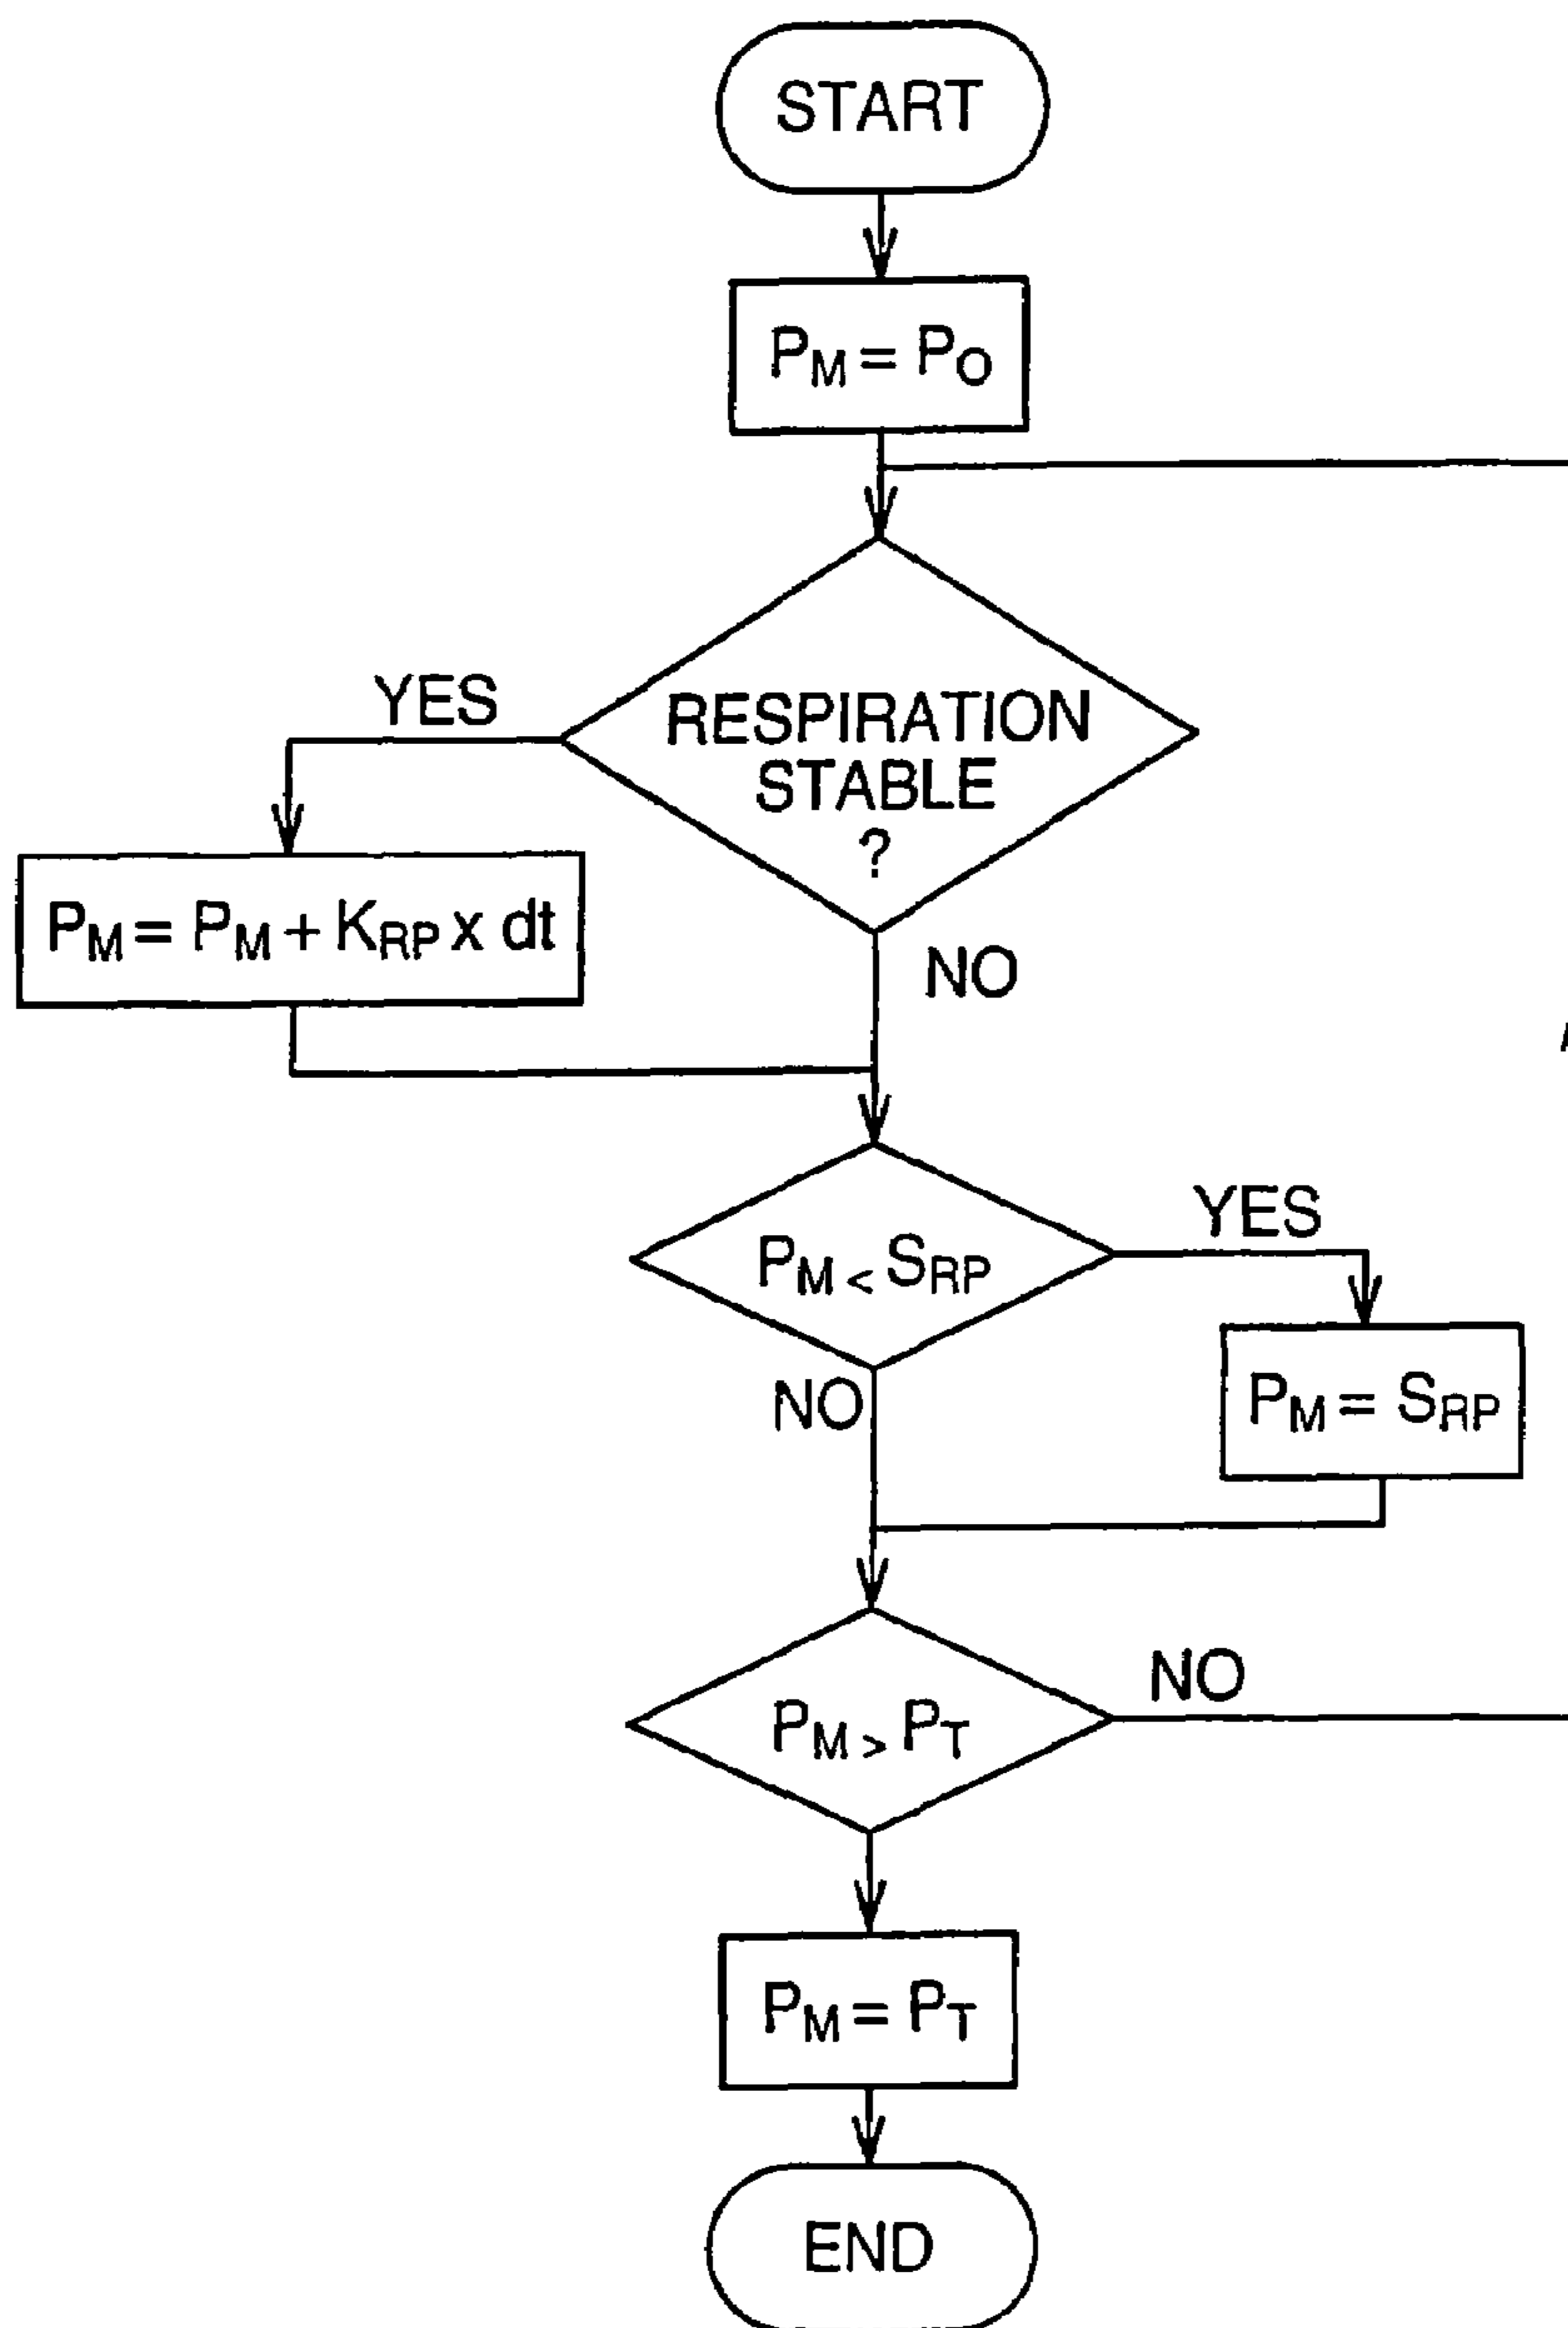 START
PM = PO
RESPIRATION
STABLE
?
YES
NO
PM = PM + KRP x dt
PM < SRP
YES
NO
PM = SRP
PM > PT
NO
PM = PT
END